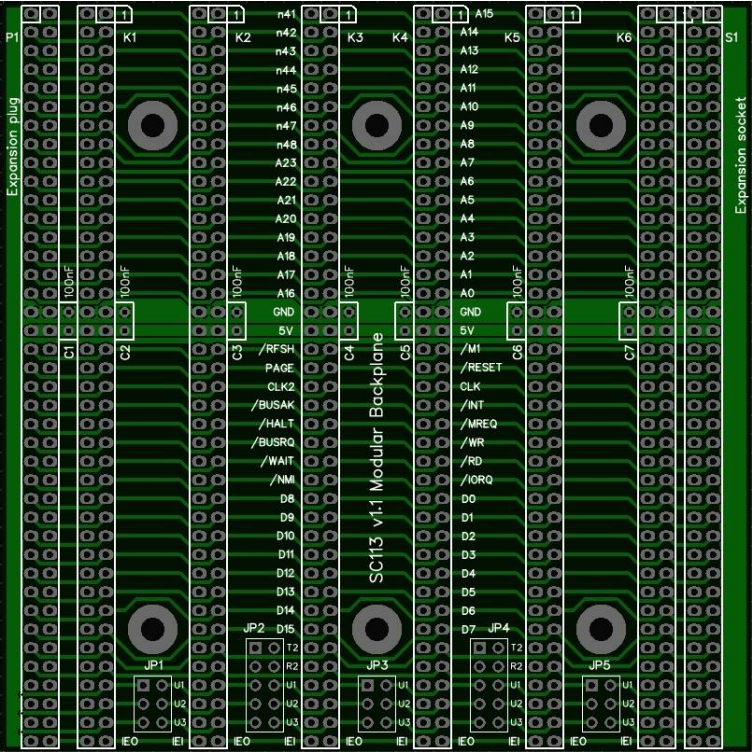 P1
K1
K2
K3
K4
K5
K6
S1
1
1
1
1
1
Expansion plug
Expansion socket
n41
n42
n43
n44
n45
n46
n47
n48
A23
A22
A21
A20
A19
A18
A17
A16
GND
5V
/RFSH
PAGE
CLK2
/BUSAK
/HALT
/BUSRQ
/WAIT
/NMI
D8
D9
D10
D11
D12
D13
D14
D15
A15
A14
A13
A12
A11
A10
A9
A8
A7
A6
A5
A4
A3
A2
A1
A0
GND
5V
/M1
/RESET
CLK
/INT
/MREQ
/WR
/RD
/IORQ
D0
D1
D2
D3
D4
D5
D6
D7
100nF
100nF
100nF
100nF
100nF
100nF
100nF
C1
C2
C3
C4
C5
C6
C7
SC113 v1.1 Modular Backplane
JP1
U1
U2
U3
JP2
T2
R2
U1
U2
U3
JP3
U1
U2
U3
JP4
T2
R2
U1
U2
U3
JP5
U1
U2
U3
IEO IEI
IEO IEI
IEO IEI
IEO IEI
IEO IEI